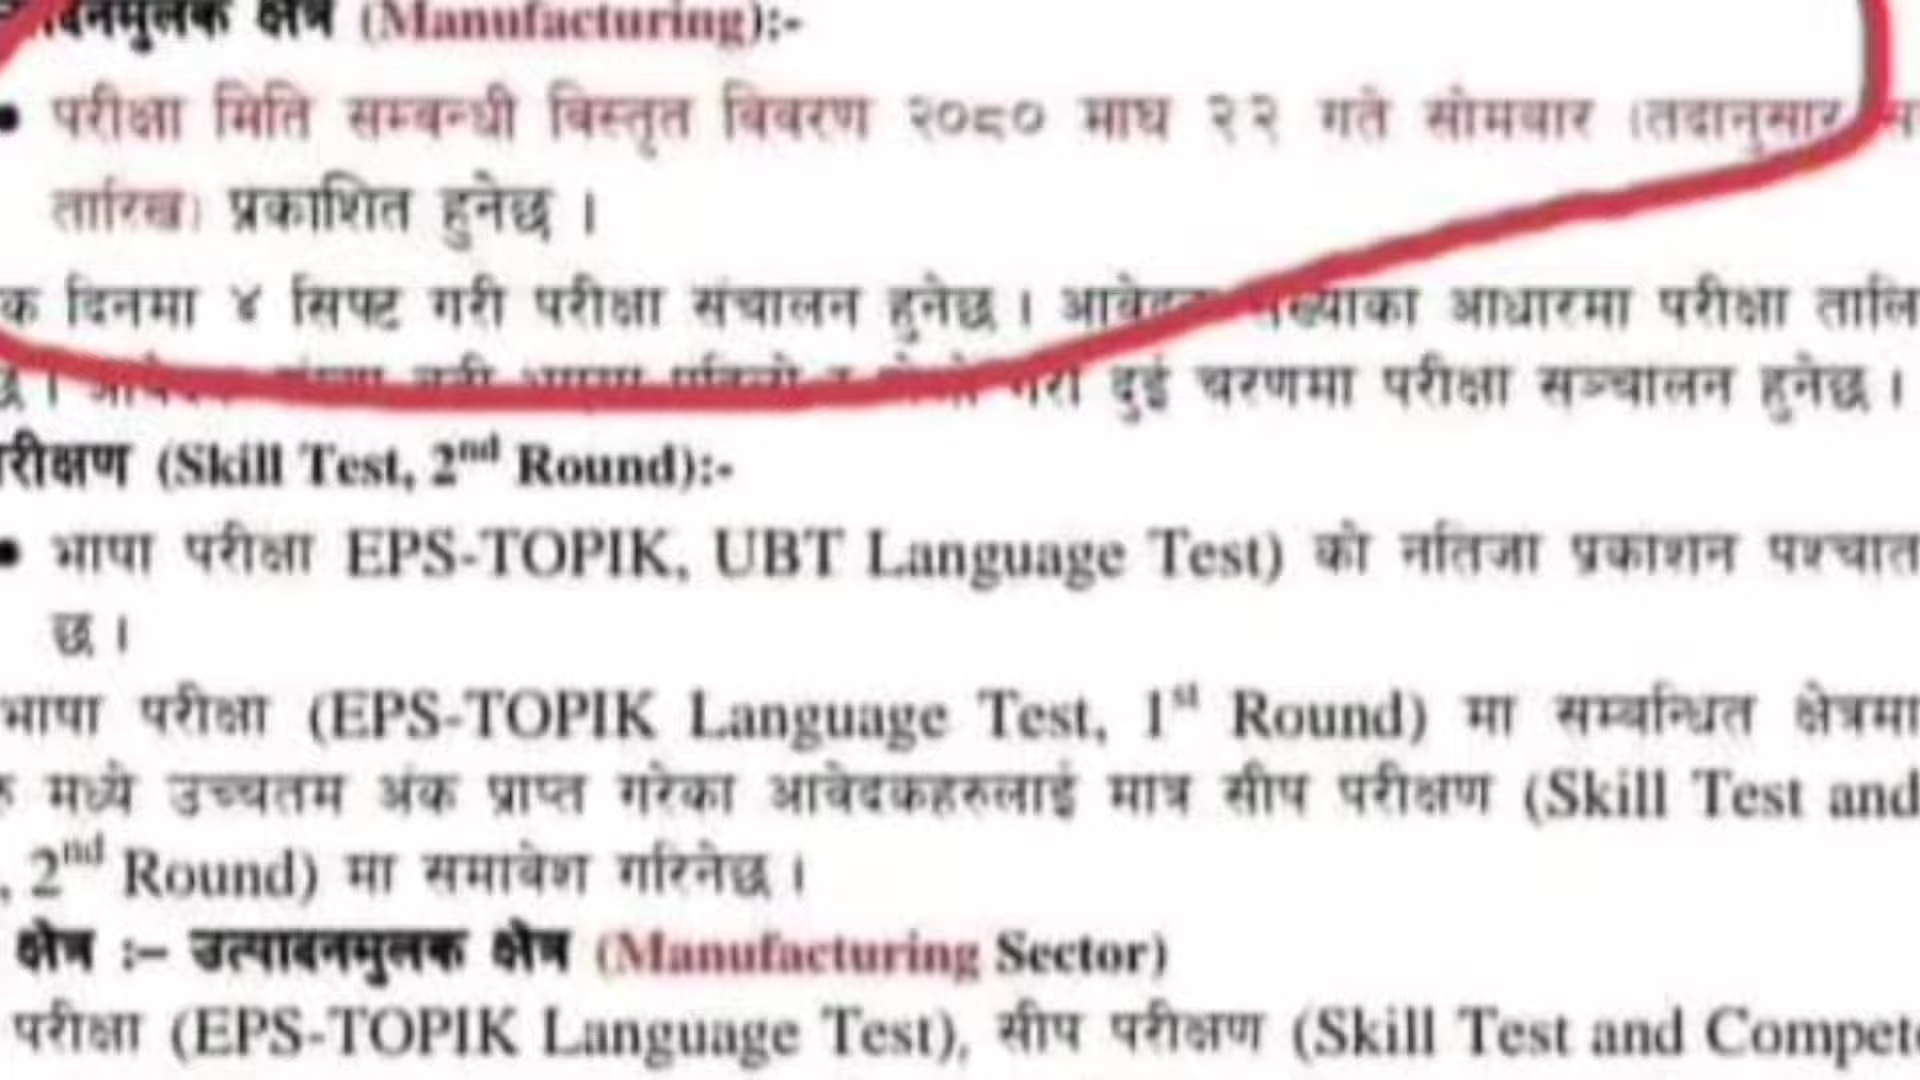 क्षेत्र (Manufacturing):-
• परीक्षा मिति सम्बन्धी विस्तृत विवरण २०८० माघ २२ गते सोमबार (तदानुसार
तारिख) प्रकाशित हुनेछ ।
क दिनमा ४ सिफ्ट गरी परीक्षा संचालन हुनेछ । आधारमा परीक्षा
छ । दुई चरणमा परीक्षा सञ्चालन हुनेछ ।
(Skill Test, 2nd Round):-
• भाषा परीक्षा EPS-TOPIK, UBT Language Test) को नतिजा प्रकाशन पश्चात
छ ।
भाषा परीक्षा (EPS-TOPIK Language Test, 1st Round) मा सम्बन्धित क्षेत्रमा
मध्ये उच्चतम अंक प्राप्त गरेका आवेदकहरुलाई मात्र सीप परीक्षण (Skill Test and
, 2nd Round) मा समावेश गरिनेछ ।
क्षेत्र :– उत्पादनमुलक क्षेत्र (Manufacturing Sector)
परीक्षा (EPS-TOPIK Language Test), सीप परीक्षण (Skill Test and